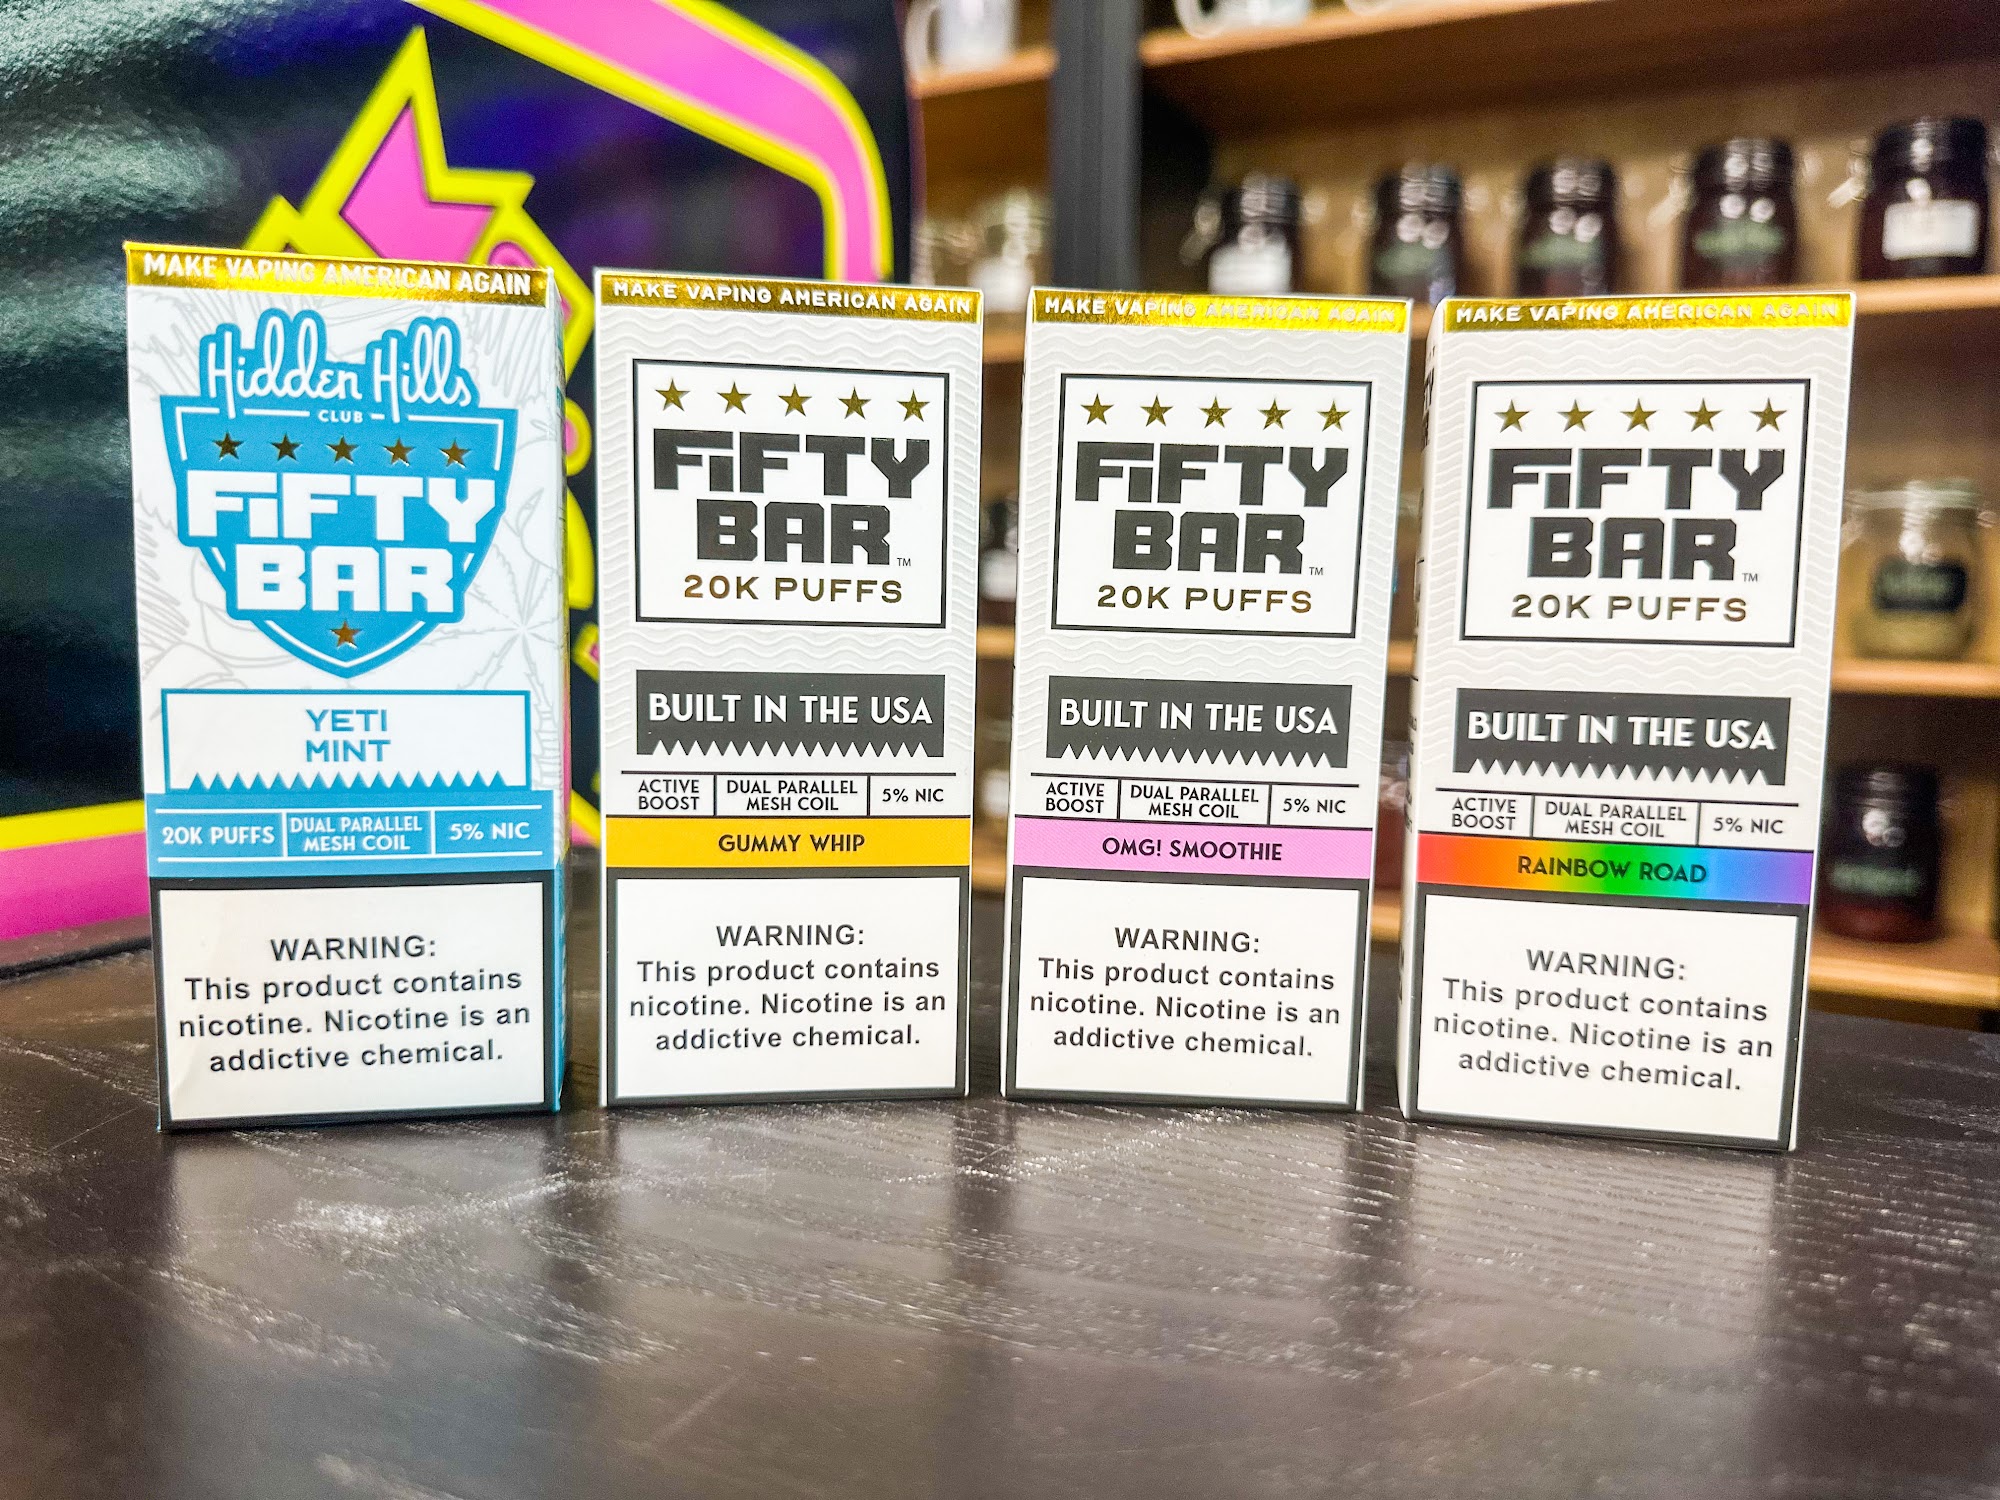 MAKE VAPING AMERICAN AGAIN
Hidden Hills
CLUB
FiFTY
BAR
YETI
MINT
20K PUFFS
DUAL PARALLEL
MESH COIL
5% NIC
WARNING:
This product contains
nicotine. Nicotine is an
addictive chemical.
MAKE VAPING AMERICAN AGAIN
FiFTY
BAR™
20K PUFFS
BUILT IN THE USA
ACTIVE
BOOST
DUAL PARALLEL
MESH COIL
5% NIC
GUMMY WHIP
WARNING:
This product contains
nicotine. Nicotine is an
addictive chemical.
MAKE VAPING AMERICAN AGAIN
FiFTY
BAR™
20K PUFFS
BUILT IN THE USA
ACTIVE
BOOST
DUAL PARALLEL
MESH COIL
5% NIC
OMG! SMOOTHIE
WARNING:
This product contains
nicotine. Nicotine is an
addictive chemical.
MAKE VAPING AMERICAN AGAIN
FiFTY
BAR™
20K PUFFS
BUILT IN THE USA
ACTIVE
BOOST
DUAL PARALLEL
MESH COIL
5% NIC
RAINBOW ROAD
WARNING:
This product contains
nicotine. Nicotine is an
addictive chemical.